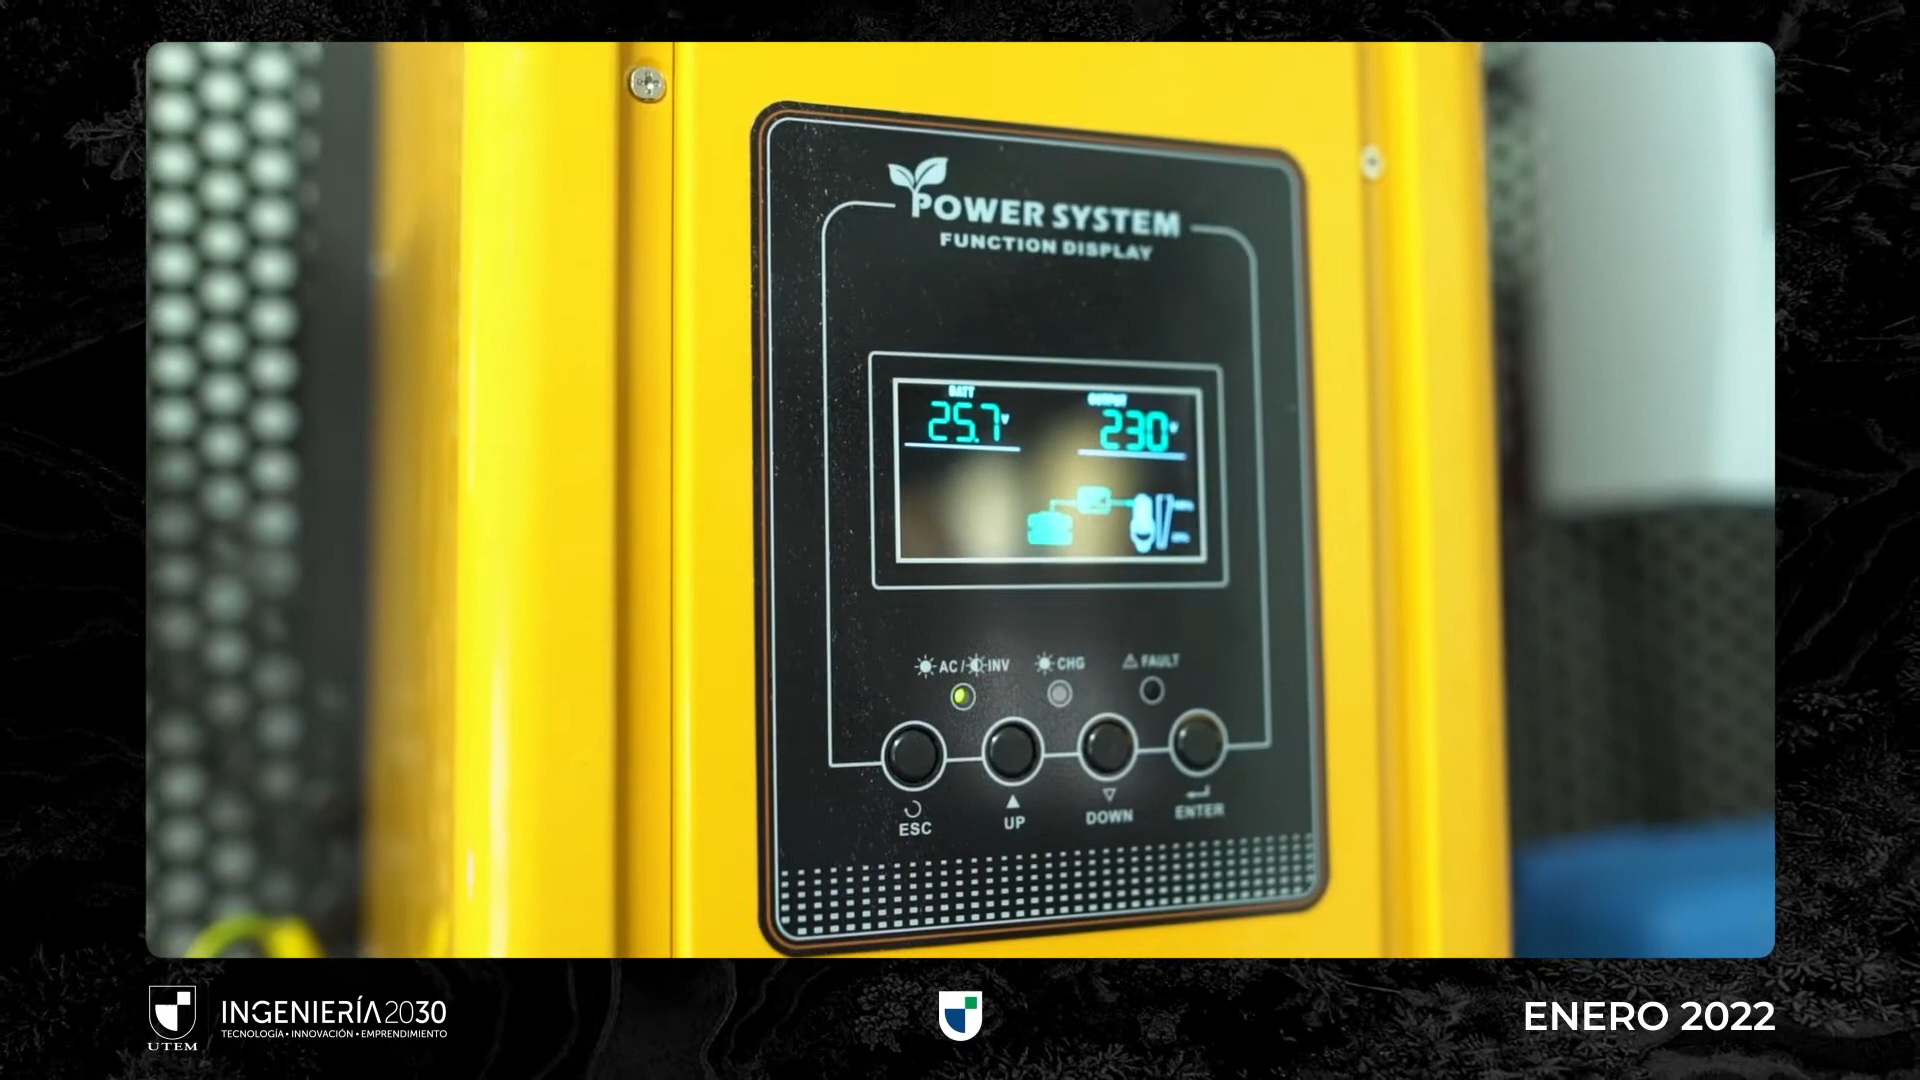 POWER SYSTEM
FUNCTION DISPLAY
BATT
OUTPUT
25.7V
230V
AC / INV
CHG
FAULT
ESC
UP
DOWN
ENTER
UTEM
INGENIERÍA2030
TECNOLOGÍA • INNOVACIÓN • EMPRENDIMIENTO
ENERO 2022